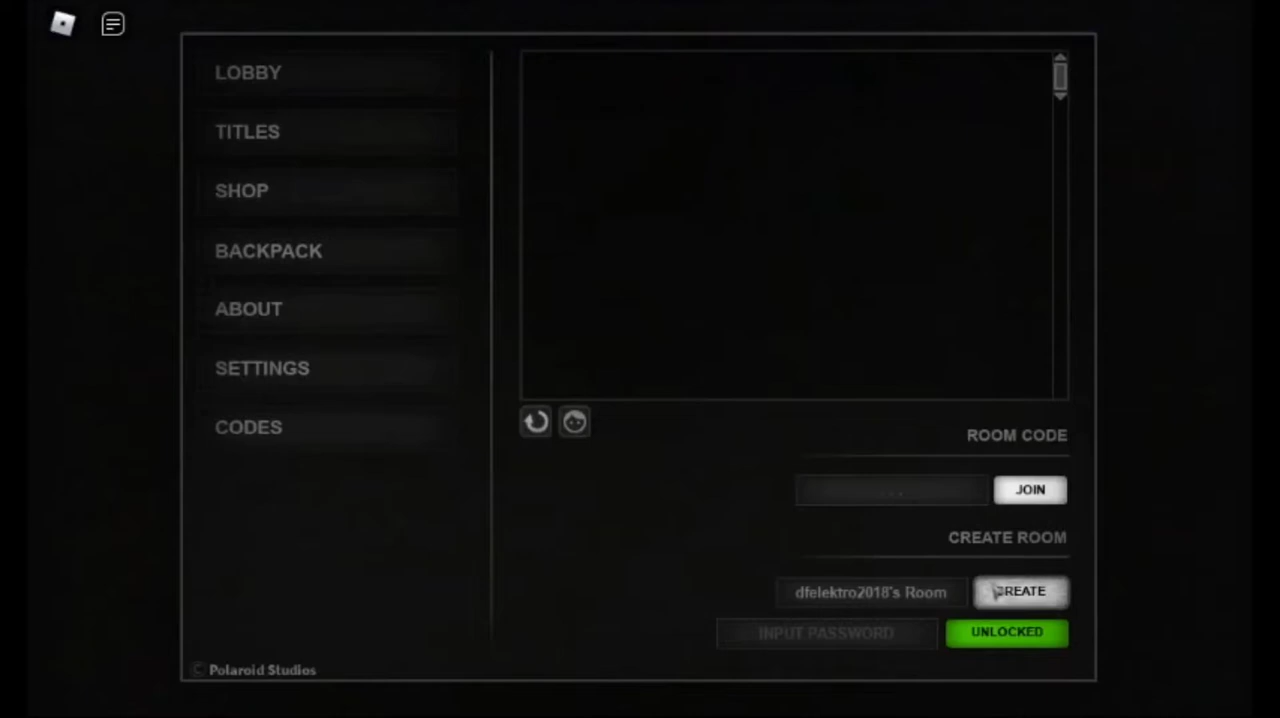 LOBBY
TITLES
SHOP
BACKPACK
ABOUT
SETTINGS
CODES
ROOM CODE
JOIN
CREATE ROOM
dfelektro2018's Room
CREATE
INPUT PASSWORD
UNLOCKED
© Polaroid Studios